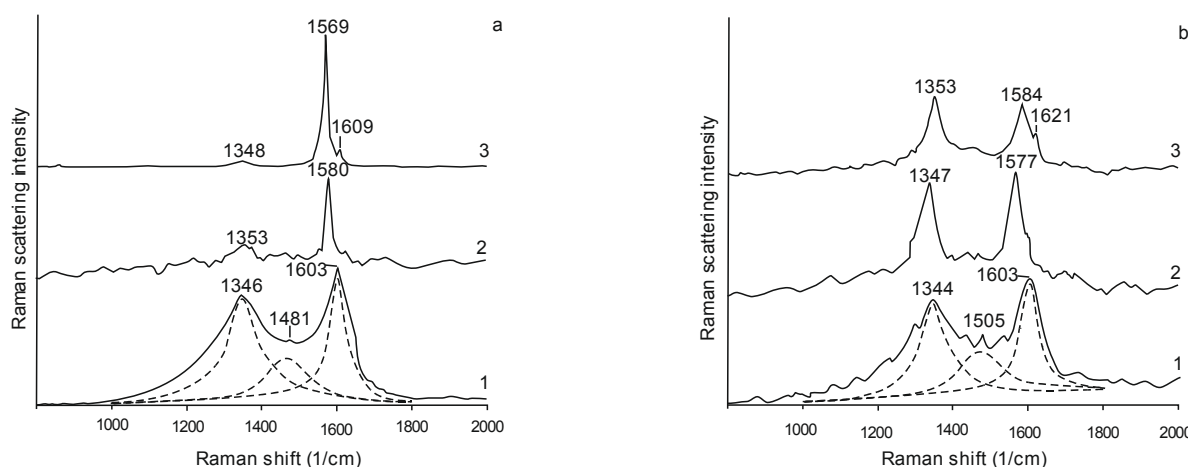 a
1569
1609
1348
3
1580
1353
2
1603
1346
1481
1
Raman scattering intensity
1000 1200 1400 1600 1800 2000
Raman shift (1/cm)
b
1353
1584
1621
3
1347
1577
2
1603
1344
1505
1
Raman scattering intensity
1000 1200 1400 1600 1800 2000
Raman shift (1/cm)